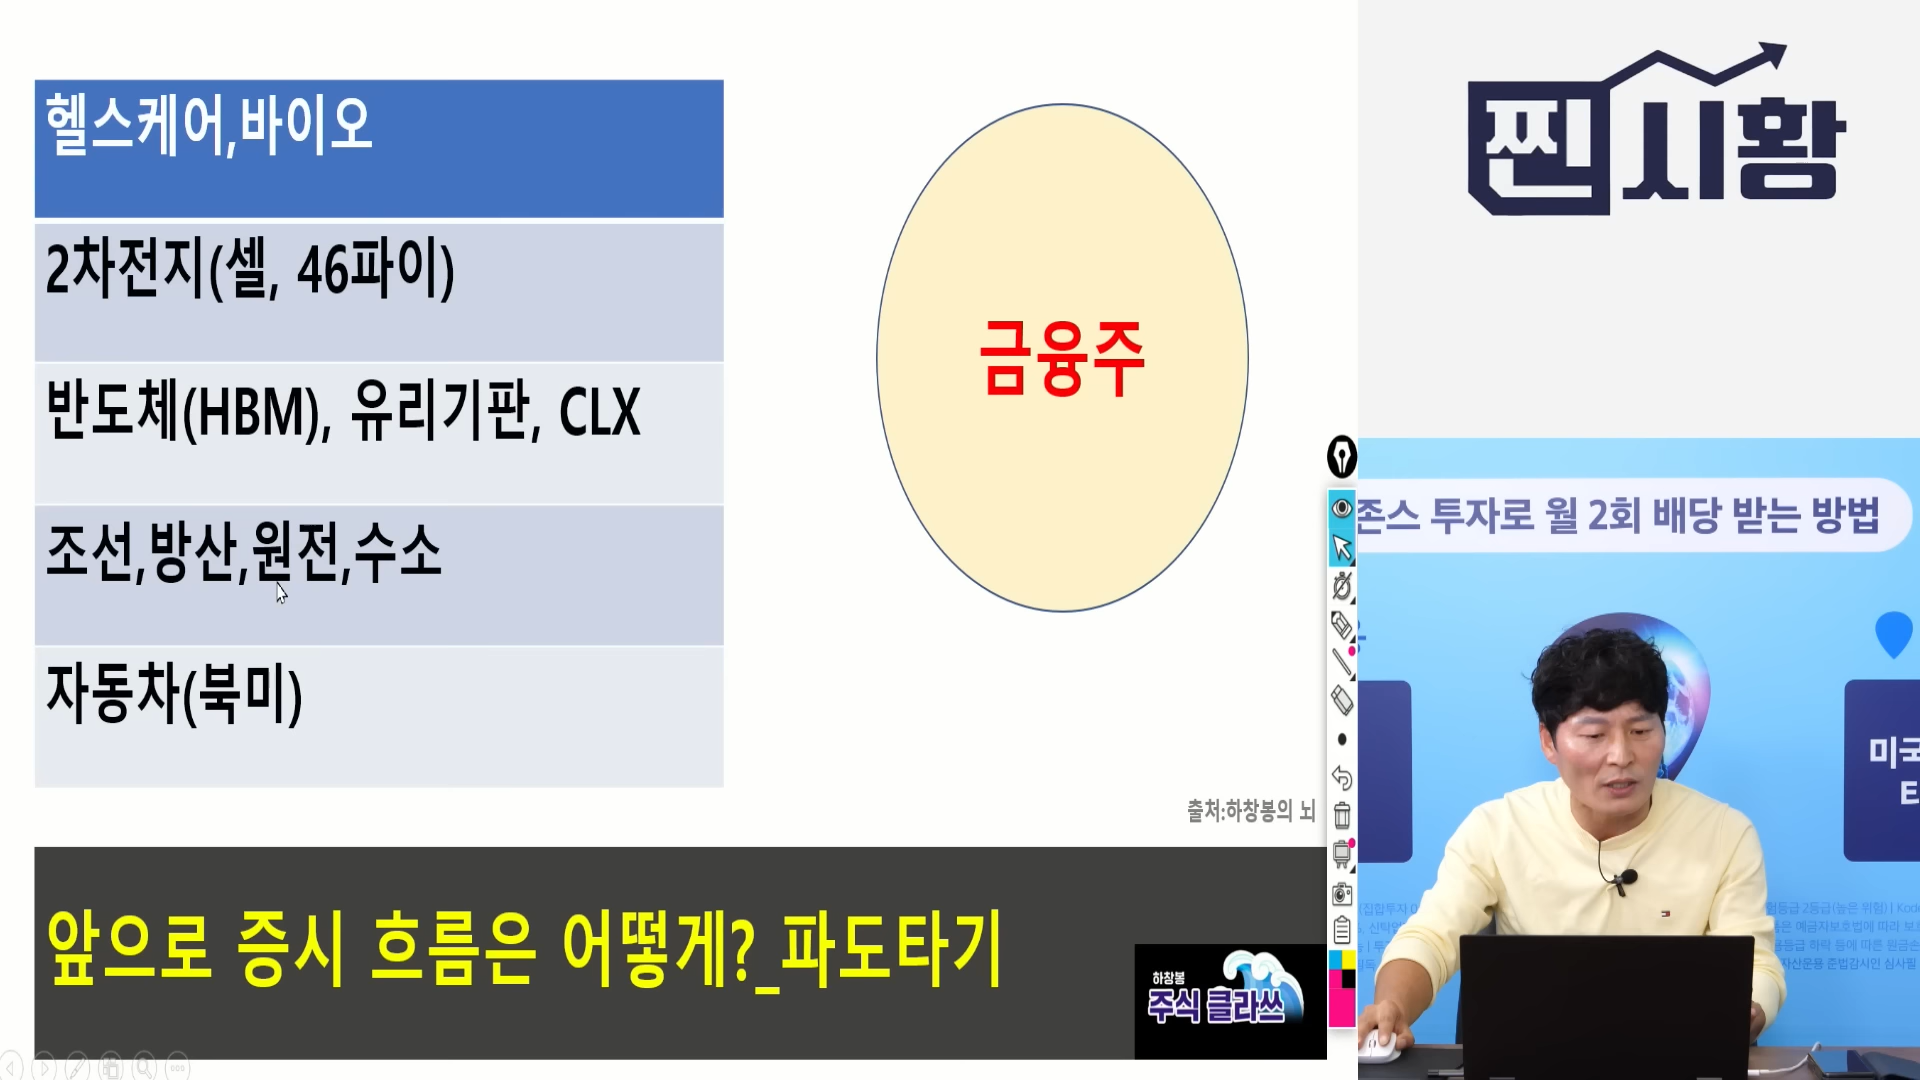 헬스케어,바이오
2차전지(셀, 46파이)
반도체(HBM), 유리기판, CLX
조선,방산,원전,수소
자동차(북미)
금융주
출처:하창봉의 뇌
앞으로 증시 흐름은 어떻게?_파도타기
하창봉
주식 클라쓰
찐시황
존스 투자로 월 2회 배당 받는 방법
미국